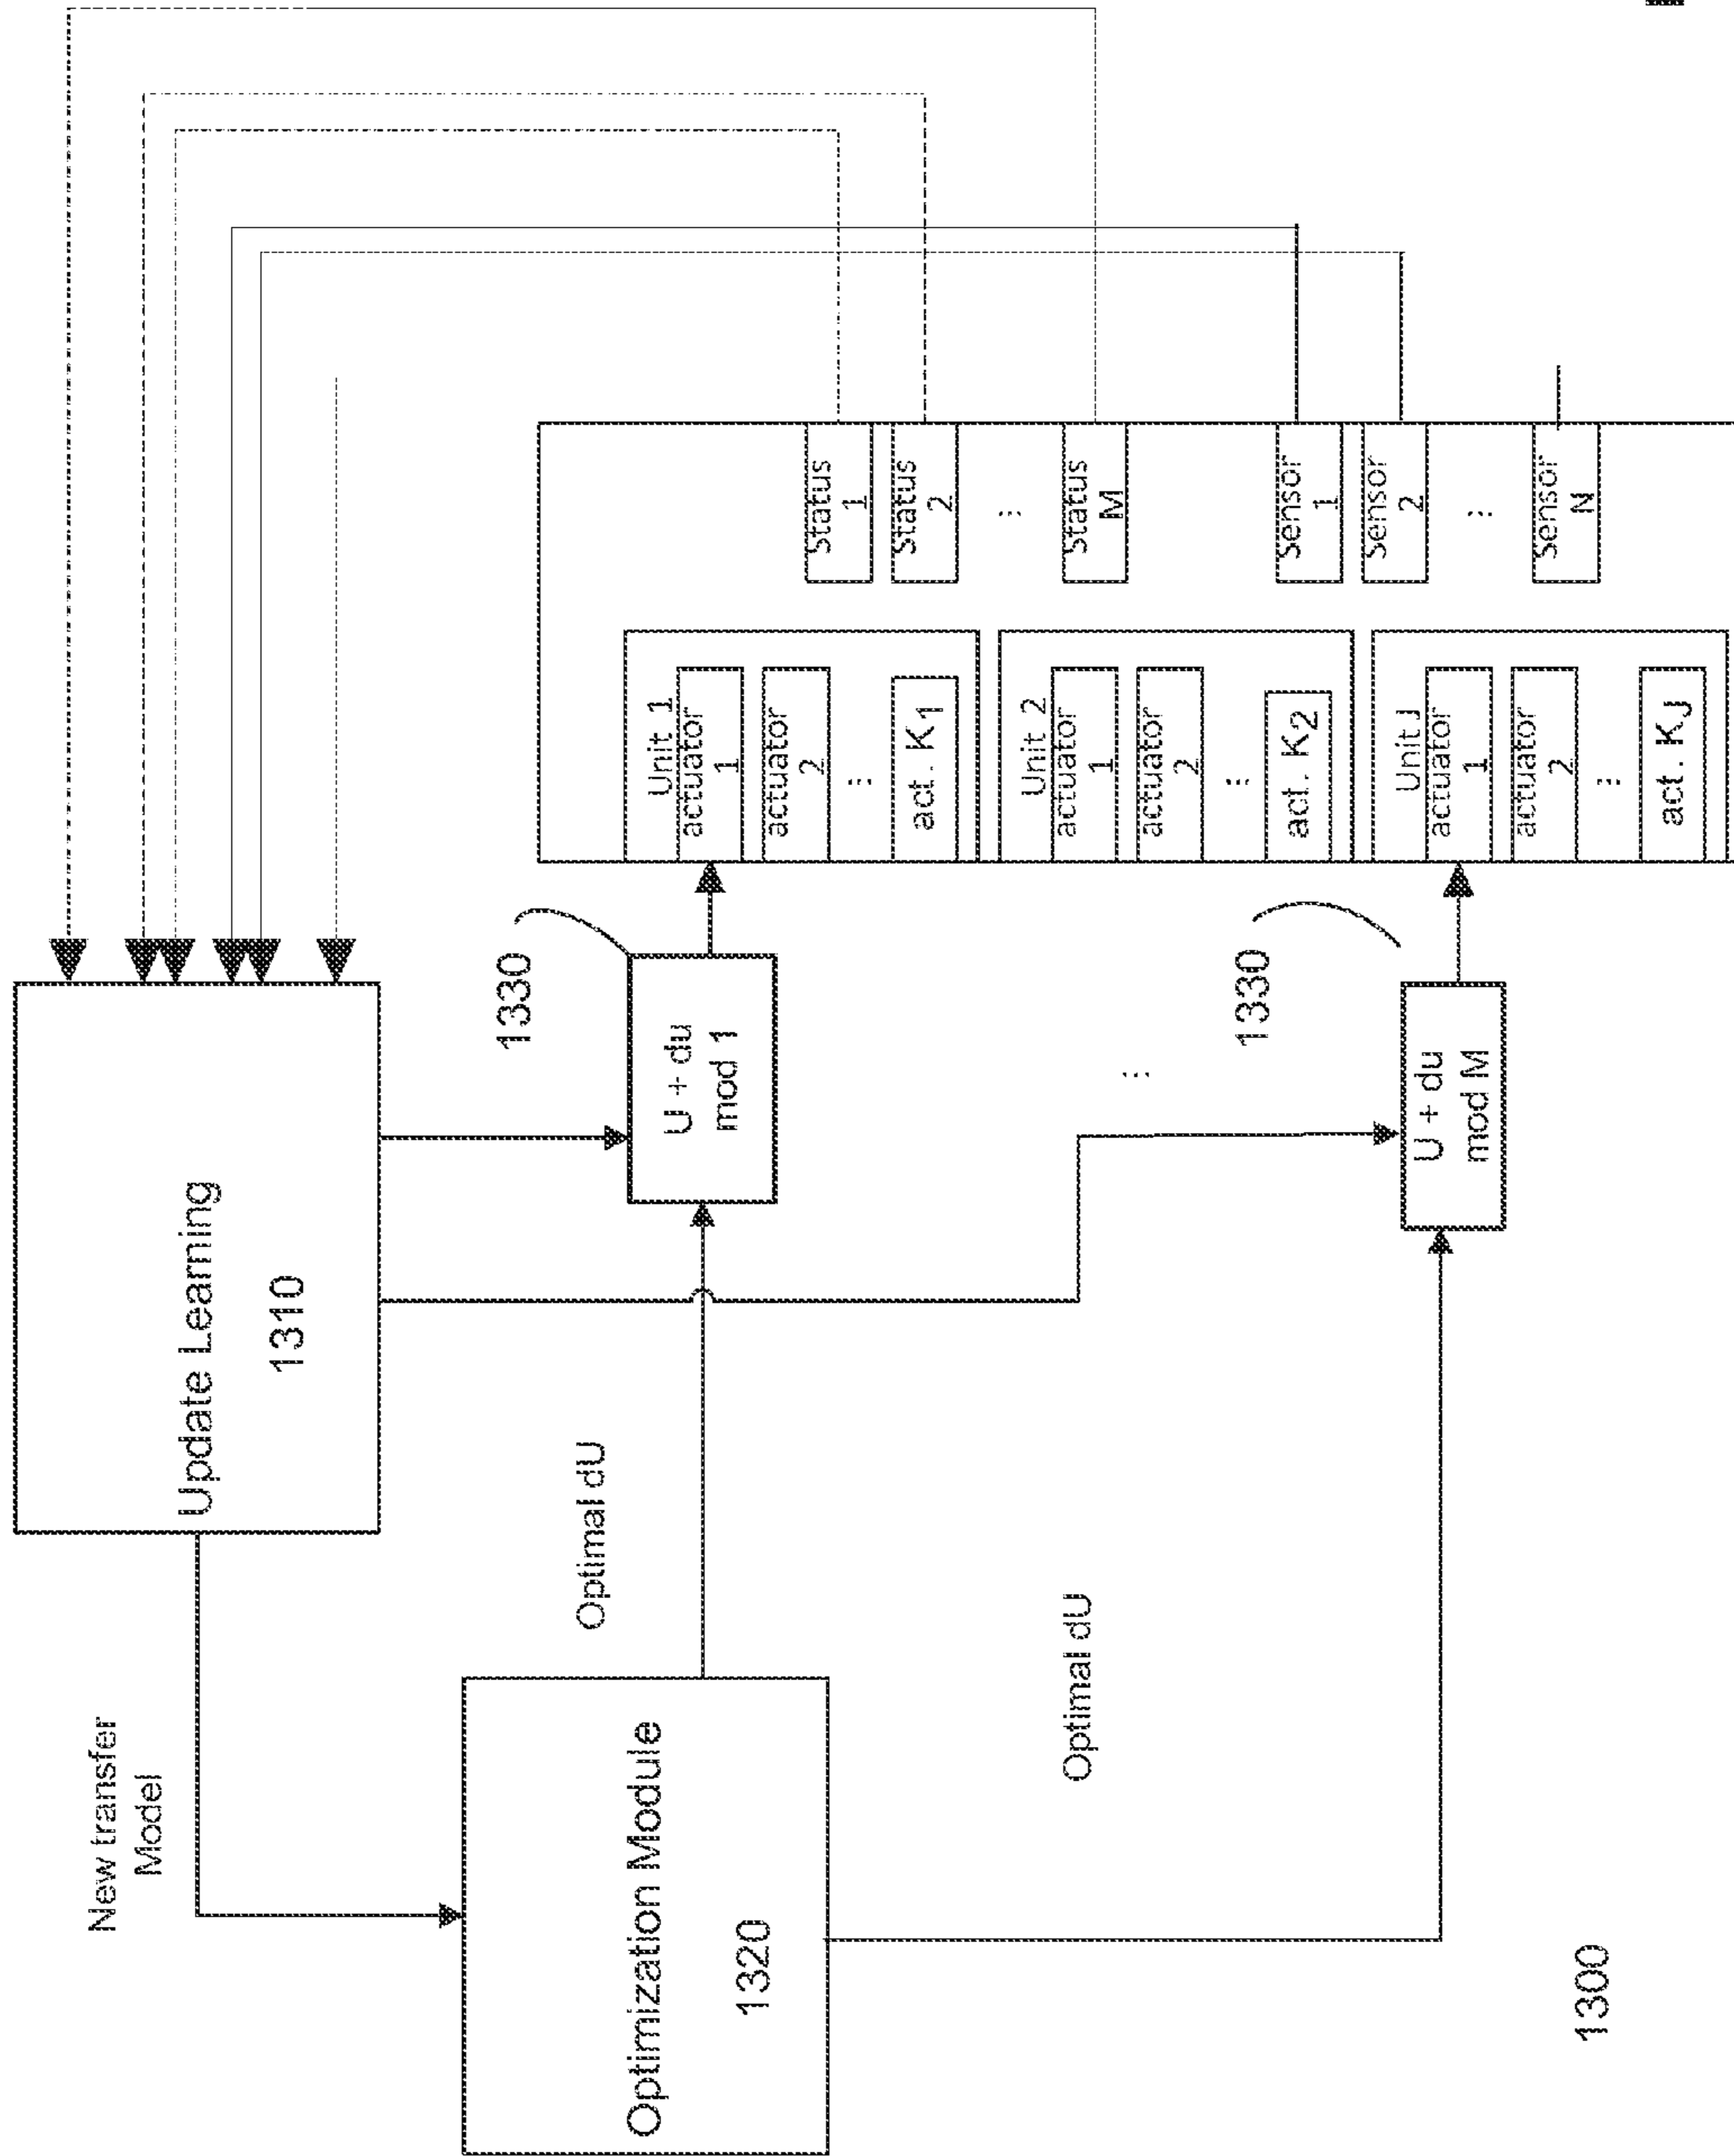 New transfer
Model
Update Learning
1310
Optimization Module
1320
Optimal dU
Optimal dU
1330
U + du
mod 1
1330
U + du
mod M
⋮
Unit 1
actuator
1
actuator
2
⋮
act. K1
Unit 2
actuator
1
actuator
2
⋮
act. K2
Unit J
actuator
1
actuator
2
⋮
act. KJ
Status
1
Status
2
⋮
Status
M
Sensor
1
Sensor
2
⋮
Sensor
N
1300